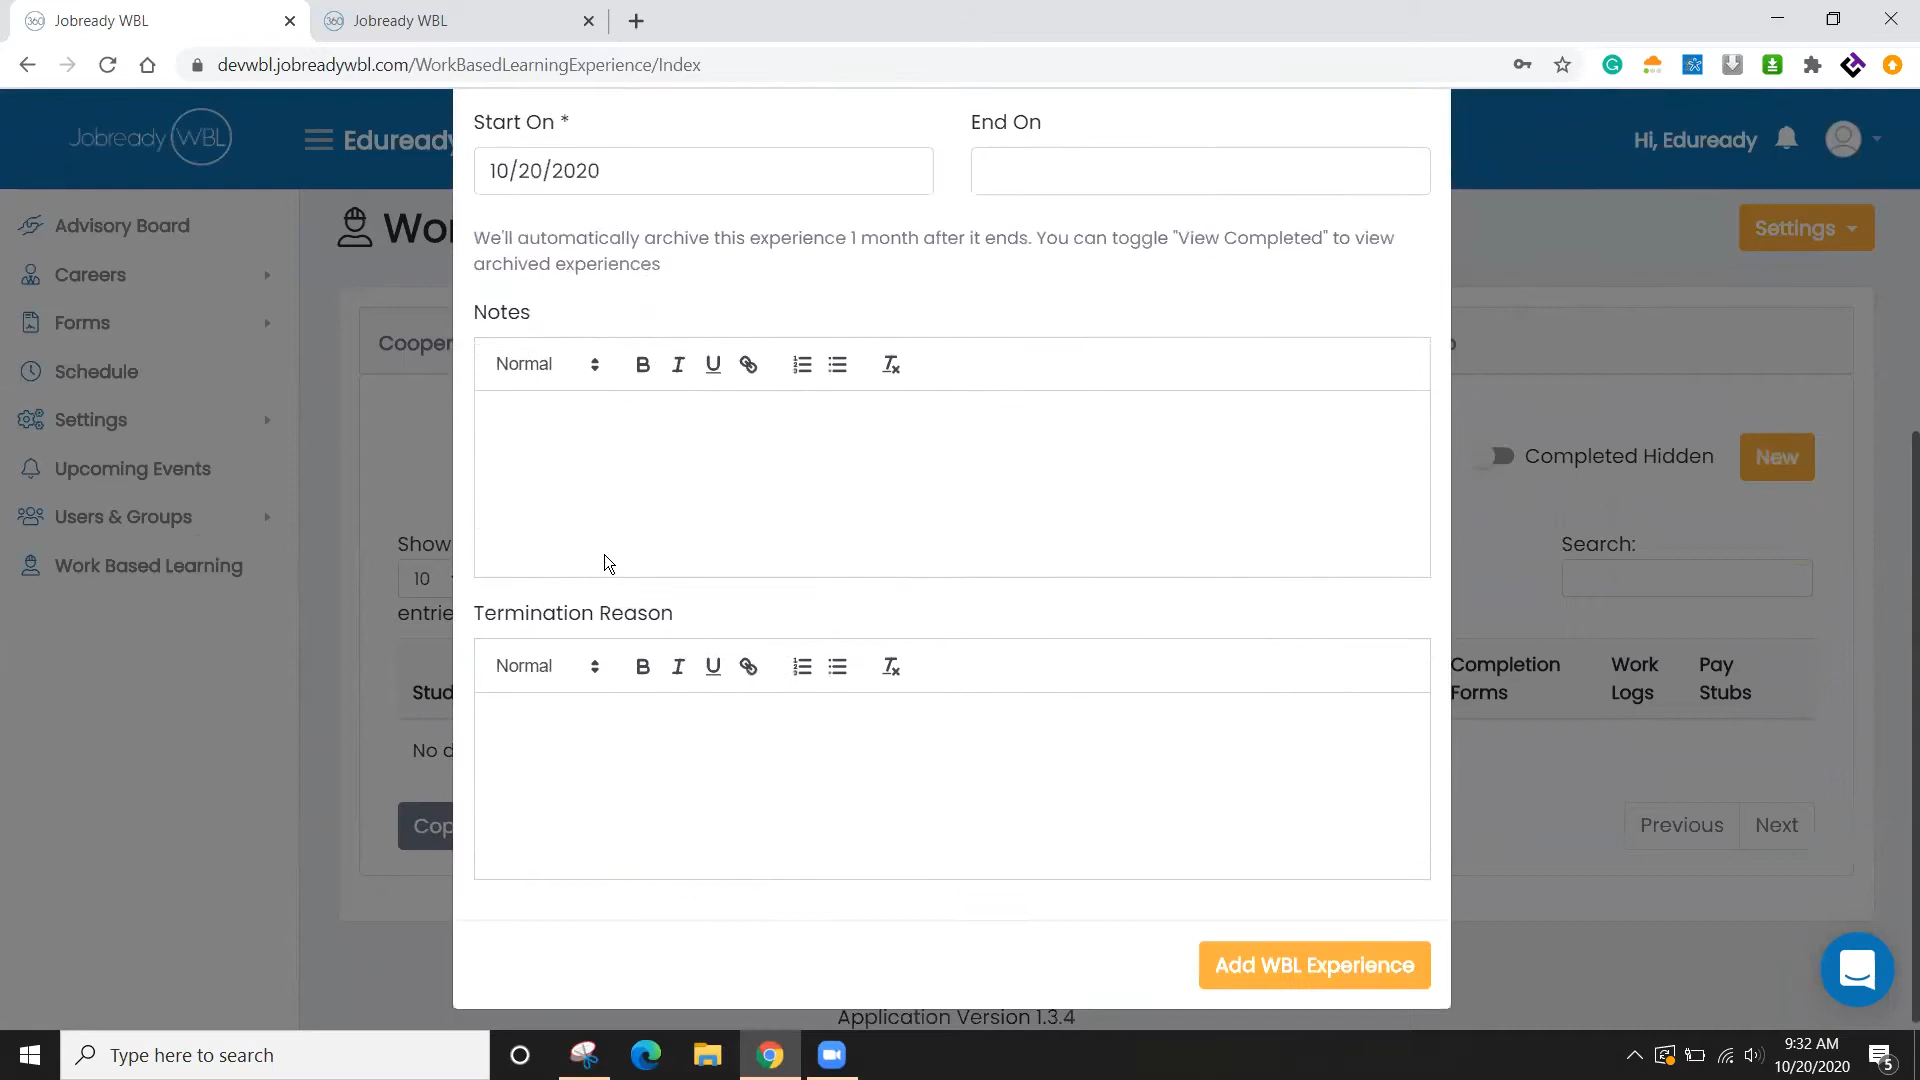 Jobready WBL
Jobready WBL
devwbl.jobreadywbl.com/WorkBasedLearningExperience/Index
Jobready WBL
Eduready
Hi, Eduready
Advisory Board
Careers
Forms
Schedule
Settings
Upcoming Events
Users & Groups
Work Based Learning
Settings
Start On *
End On
10/20/2020
We'll automatically archive this experience 1 month after it ends. You can toggle "View Completed" to view
archived experiences
Notes
Normal
Termination Reason
Normal
Add WBL Experience
Completed Hidden
New
Show
10
Search:
Completion
Forms
Work
Logs
Pay
Stubs
Previous
Next
Application Version 1.3.4
Type here to search
9:32 AM
10/20/2020
5